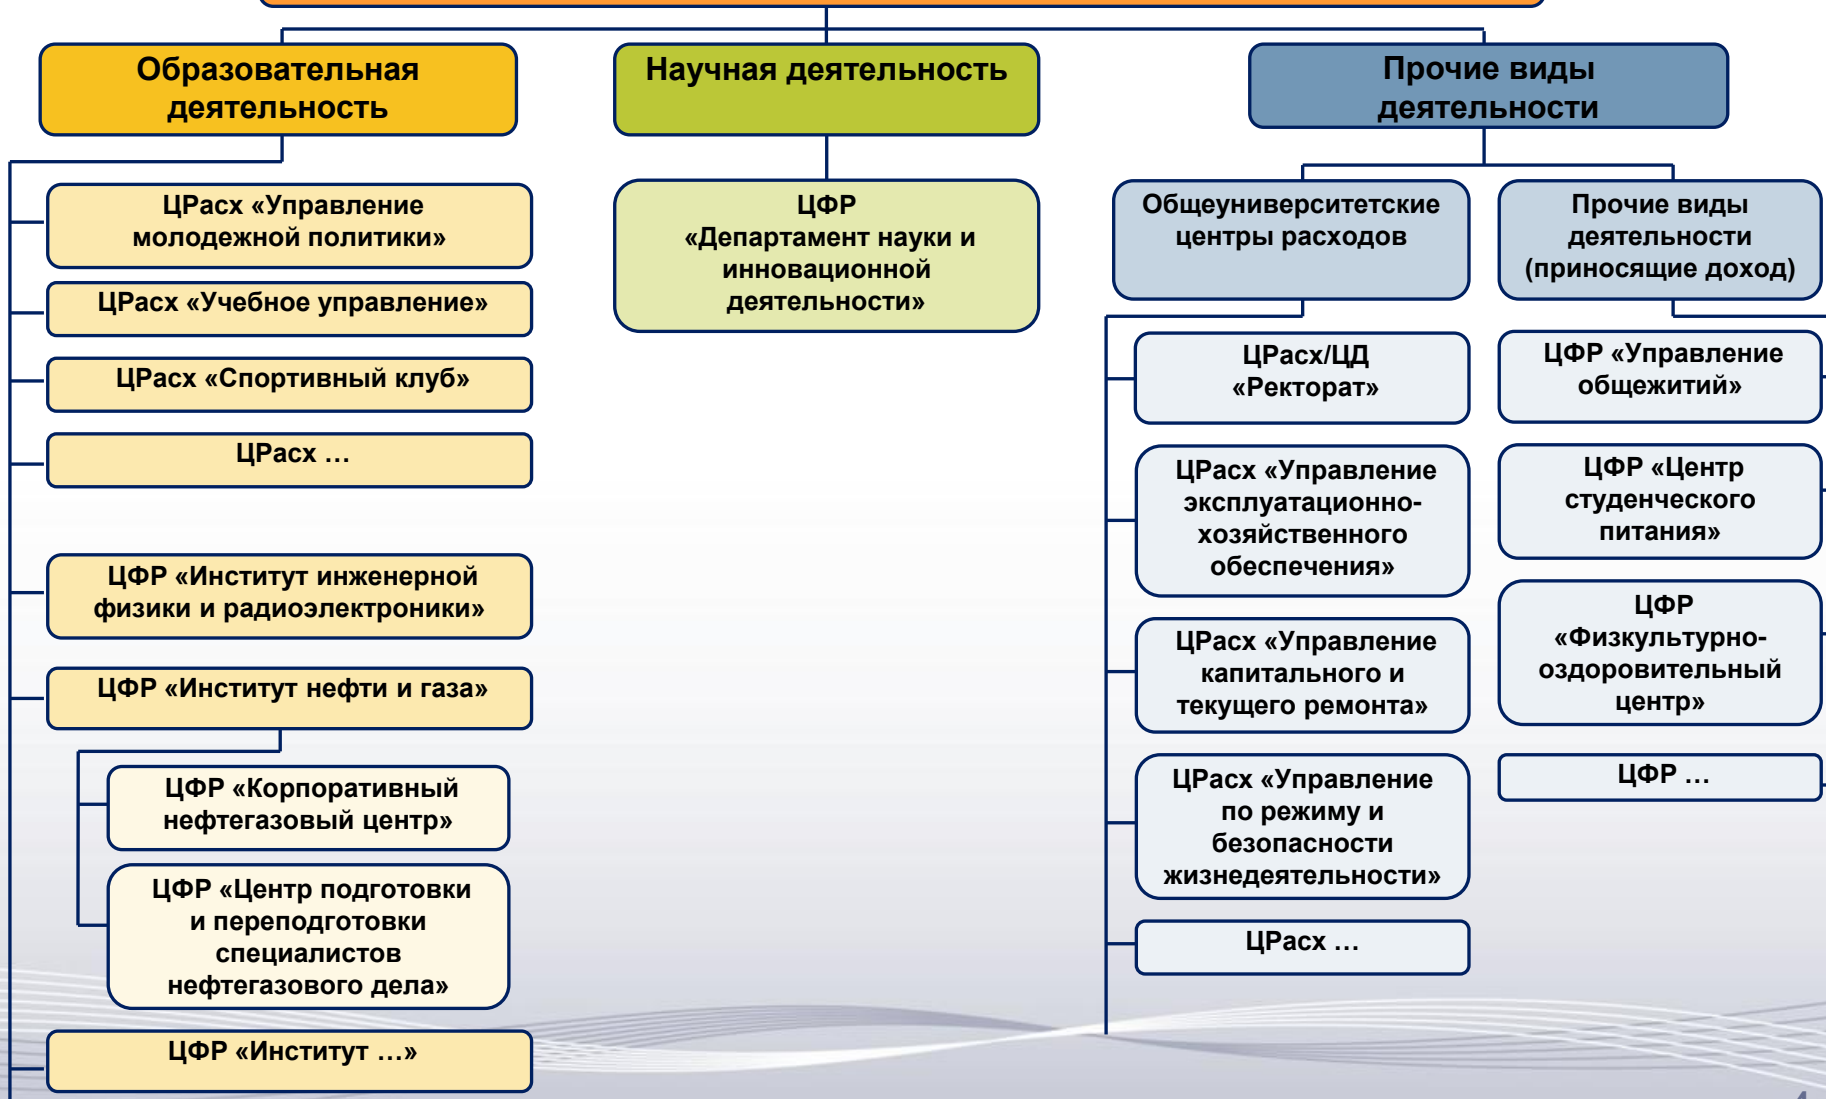 Образовательная
деятельность
ЦРасх «Управление
молодежной политики»
ЦРасх «Учебное управление»
ЦРасх «Спортивный клуб»
ЦРасх …
ЦФР «Институт инженерной
физики и радиоэлектроники»
ЦФР «Институт нефти и газа»
ЦФР «Корпоративный
нефтегазовый центр»
ЦФР «Центр подготовки
и переподготовки
специалистов
нефтегазового дела»
ЦФР «Институт …»
Научная деятельность
ЦФР
«Департамент науки и
инновационной
деятельности»
Прочие виды
деятельности
Общеуниверситетские
центры расходов
ЦРасх/ЦД
«Ректорат»
ЦРасх «Управление
эксплуатационно-
хозяйственного
обеспечения»
ЦРасх «Управление
капитального и
текущего ремонта»
ЦРасх «Управление
по режиму и
безопасности
жизнедеятельности»
ЦРасх …
Прочие виды
деятельности
(приносящие доход)
ЦФР «Управление
общежитий»
ЦФР «Центр
студенческого
питания»
ЦФР
«Физкультурно-
оздоровительный
центр»
ЦФР …